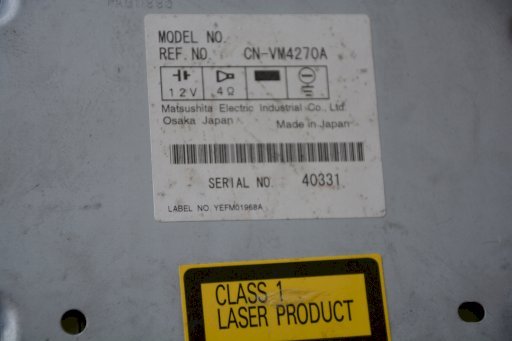 MODEL NO.
REF. NO. CN-VM4270A
12V 4Ω
Matsushita Electric Industrial Co., Ltd.
Osaka Japan Made in Japan
SERIAL NO. 40331
LABEL NO. YEFM01968A
CLASS 1
LASER PRODUCT